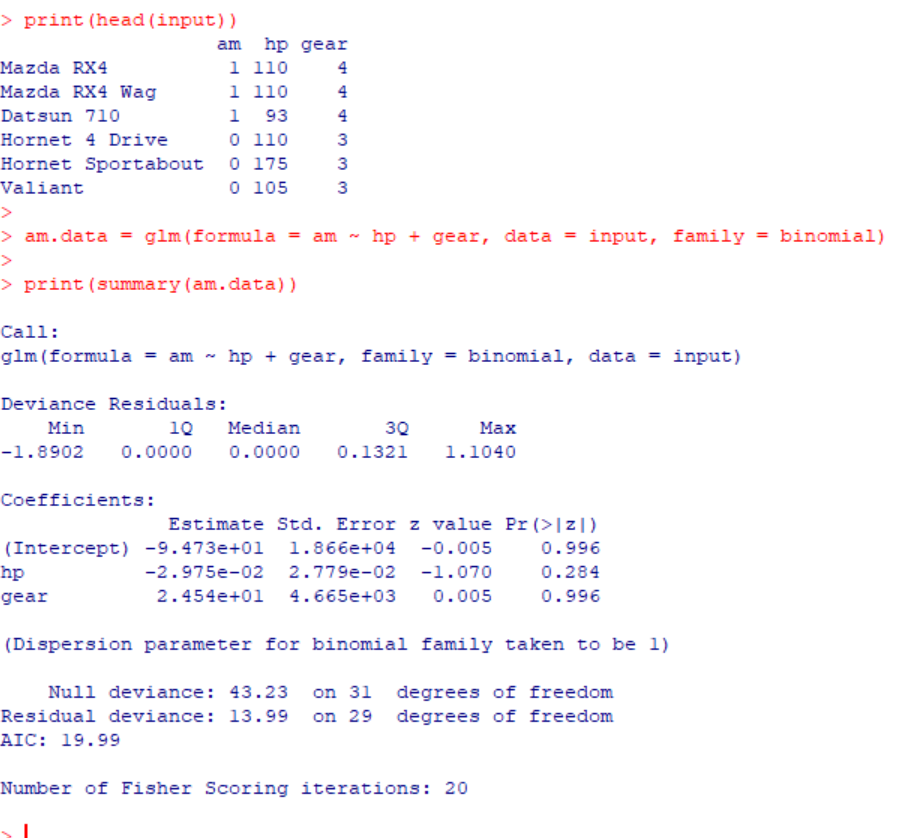 > print(head(input))
                  am  hp gear
Mazda RX4          1 110    4
Mazda RX4 Wag      1 110    4
Datsun 710         1  93    4
Hornet 4 Drive     0 110    3
Hornet Sportabout  0 175    3
Valiant            0 105    3
>
> am.data = glm(formula = am ~ hp + gear, data = input, family = binomial)
>
> print(summary(am.data))

Call:
glm(formula = am ~ hp + gear, family = binomial, data = input)

Deviance Residuals:
    Min       1Q   Median       3Q      Max
-1.8902   0.0000   0.0000   0.1321   1.1040

Coefficients:
              Estimate Std. Error z value Pr(>|z|)
(Intercept) -9.473e+01  1.866e+04  -0.005    0.996
hp          -2.975e-02  2.779e-02  -1.070    0.284
gear         2.454e+01  4.665e+03   0.005    0.996

(Dispersion parameter for binomial family taken to be 1)

    Null deviance: 43.23  on 31  degrees of freedom
Residual deviance: 13.99  on 29  degrees of freedom
AIC: 19.99

Number of Fisher Scoring iterations: 20

>